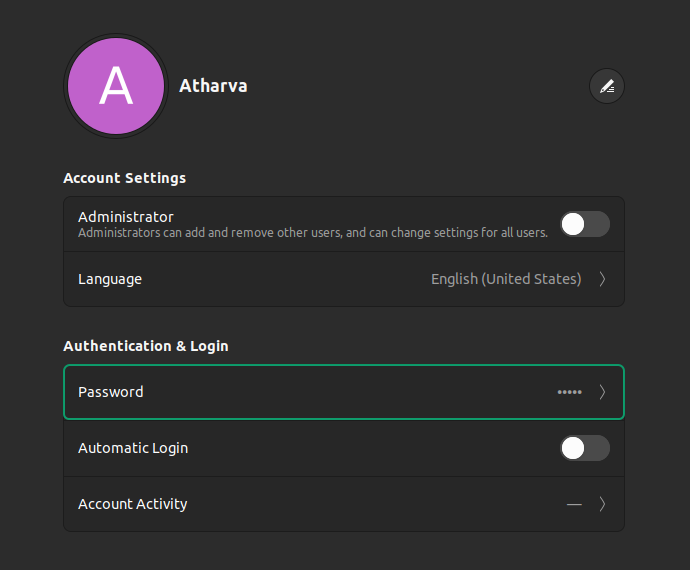 A
Atharva
Account Settings
Administrator
Administrators can add and remove other users, and can change settings for all users.
Language English (United States)
Authentication & Login
Password •••••
Automatic Login
Account Activity —